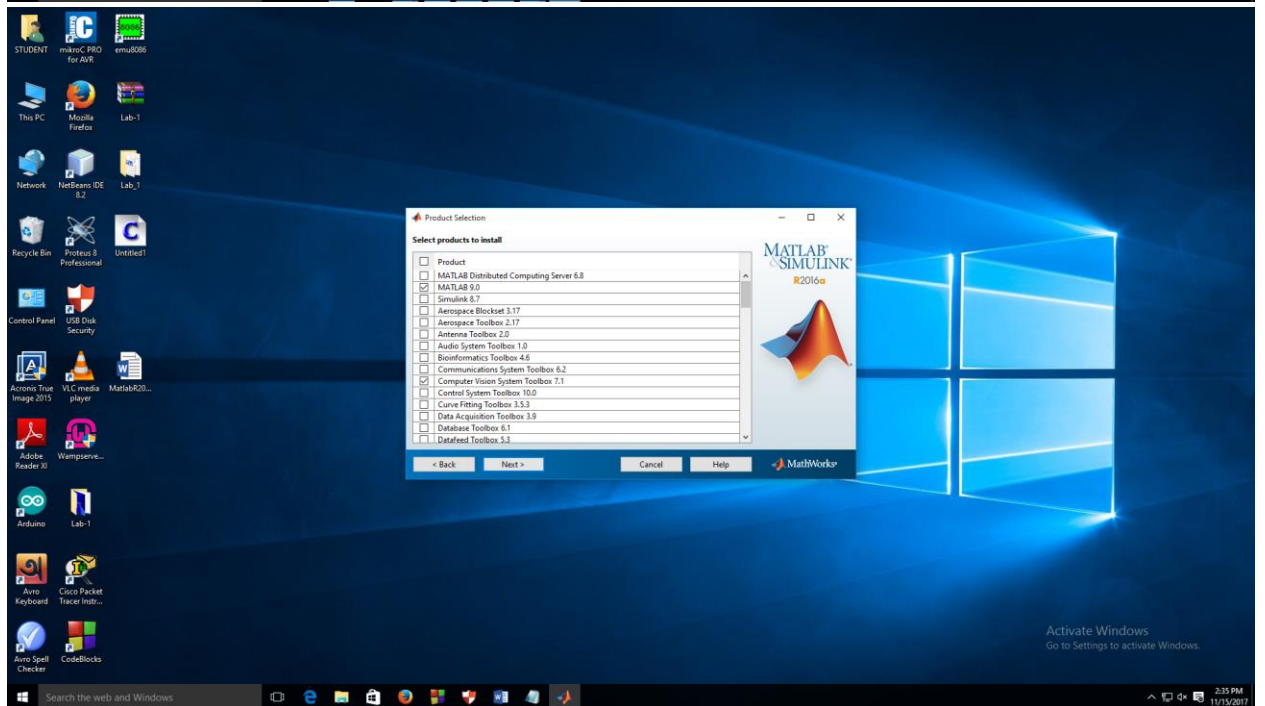 STUDENT
mikroC PRO
for AVR
emu8086
This PC
Mozilla
Firefox
Lab-1
Network
NetBeans IDE
8.2
Lab_1
Recycle Bin
Proteus 8
Professional
Untitled1
Control Panel
USB Disk
Security
Acronis True
Image 2015
VLC media
player
MatlabR20...
Adobe
Reader XI
Wampserve...
Arduino
Lab-1
Avro
Keyboard
Cisco Packet
Tracer Instr...
Avro Spell
Checker
CodeBlocks
Product Selection
Select products to install
Product
MATLAB Distributed Computing Server 6.8
MATLAB 9.0
Simulink 8.7
Aerospace Blockset 3.17
Aerospace Toolbox 2.17
Antenna Toolbox 2.0
Audio System Toolbox 1.0
Bioinformatics Toolbox 4.6
Communications System Toolbox 6.2
Computer Vision System Toolbox 7.1
Control System Toolbox 10.0
Curve Fitting Toolbox 3.5.3
Data Acquisition Toolbox 3.9
Database Toolbox 6.1
Datafeed Toolbox 5.3
MATLAB®
&SIMULINK®
R2016a
< Back
Next >
Cancel
Help
MathWorks®
Activate Windows
Go to Settings to activate Windows.
Search the web and Windows
2:35 PM
11/15/2017